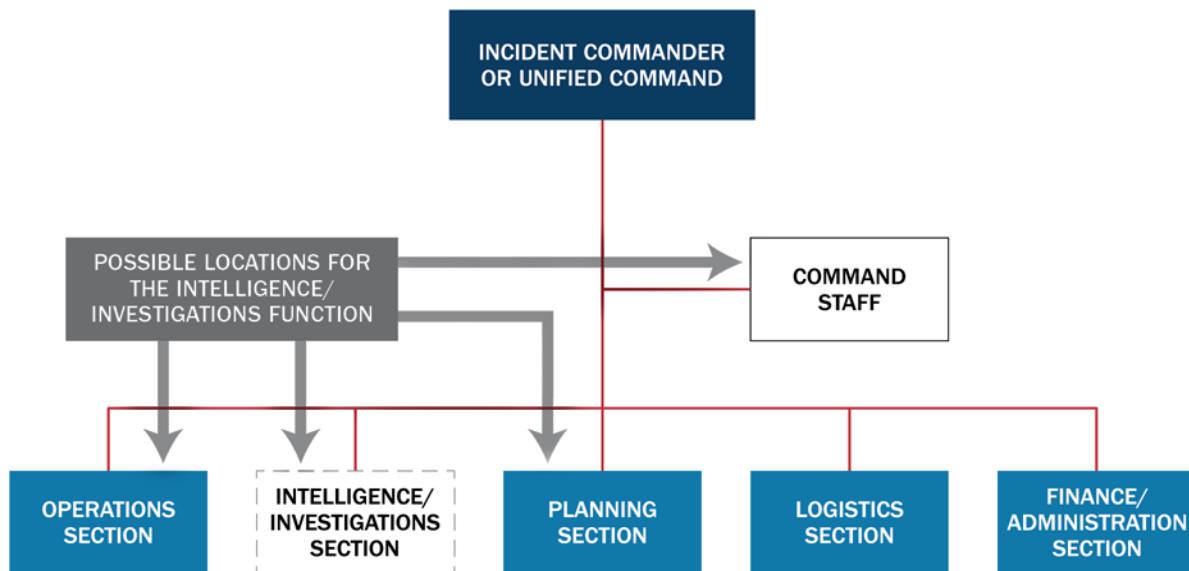 INCIDENT COMMANDER
OR UNIFIED COMMAND
POSSIBLE LOCATIONS FOR
THE INTELLIGENCE/
INVESTIGATIONS FUNCTION
COMMAND
STAFF
OPERATIONS
SECTION
INTELLIGENCE/
INVESTIGATIONS
SECTION
PLANNING
SECTION
LOGISTICS
SECTION
FINANCE/
ADMINISTRATION
SECTION